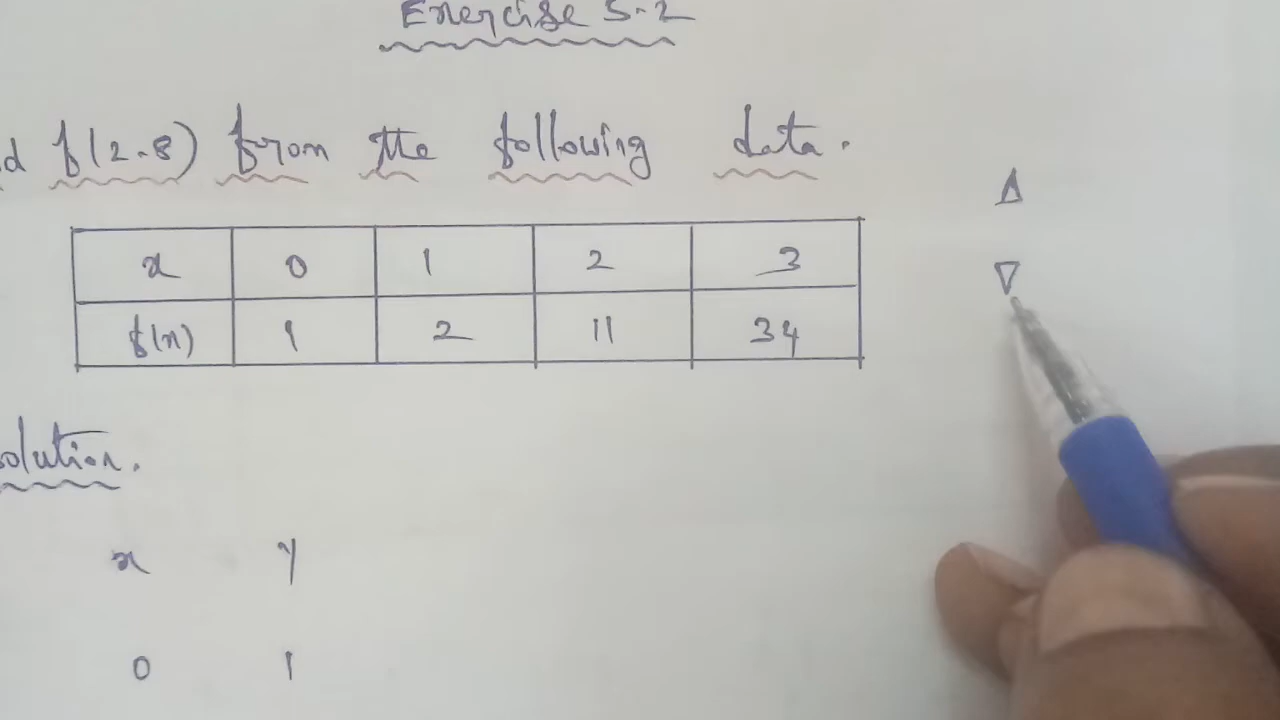 Exercise 5.2
d f(2.8) from the following data.
Δ
x 0 1 2 3
∇
f(x) 1 2 11 34
solution.
x y
0 1